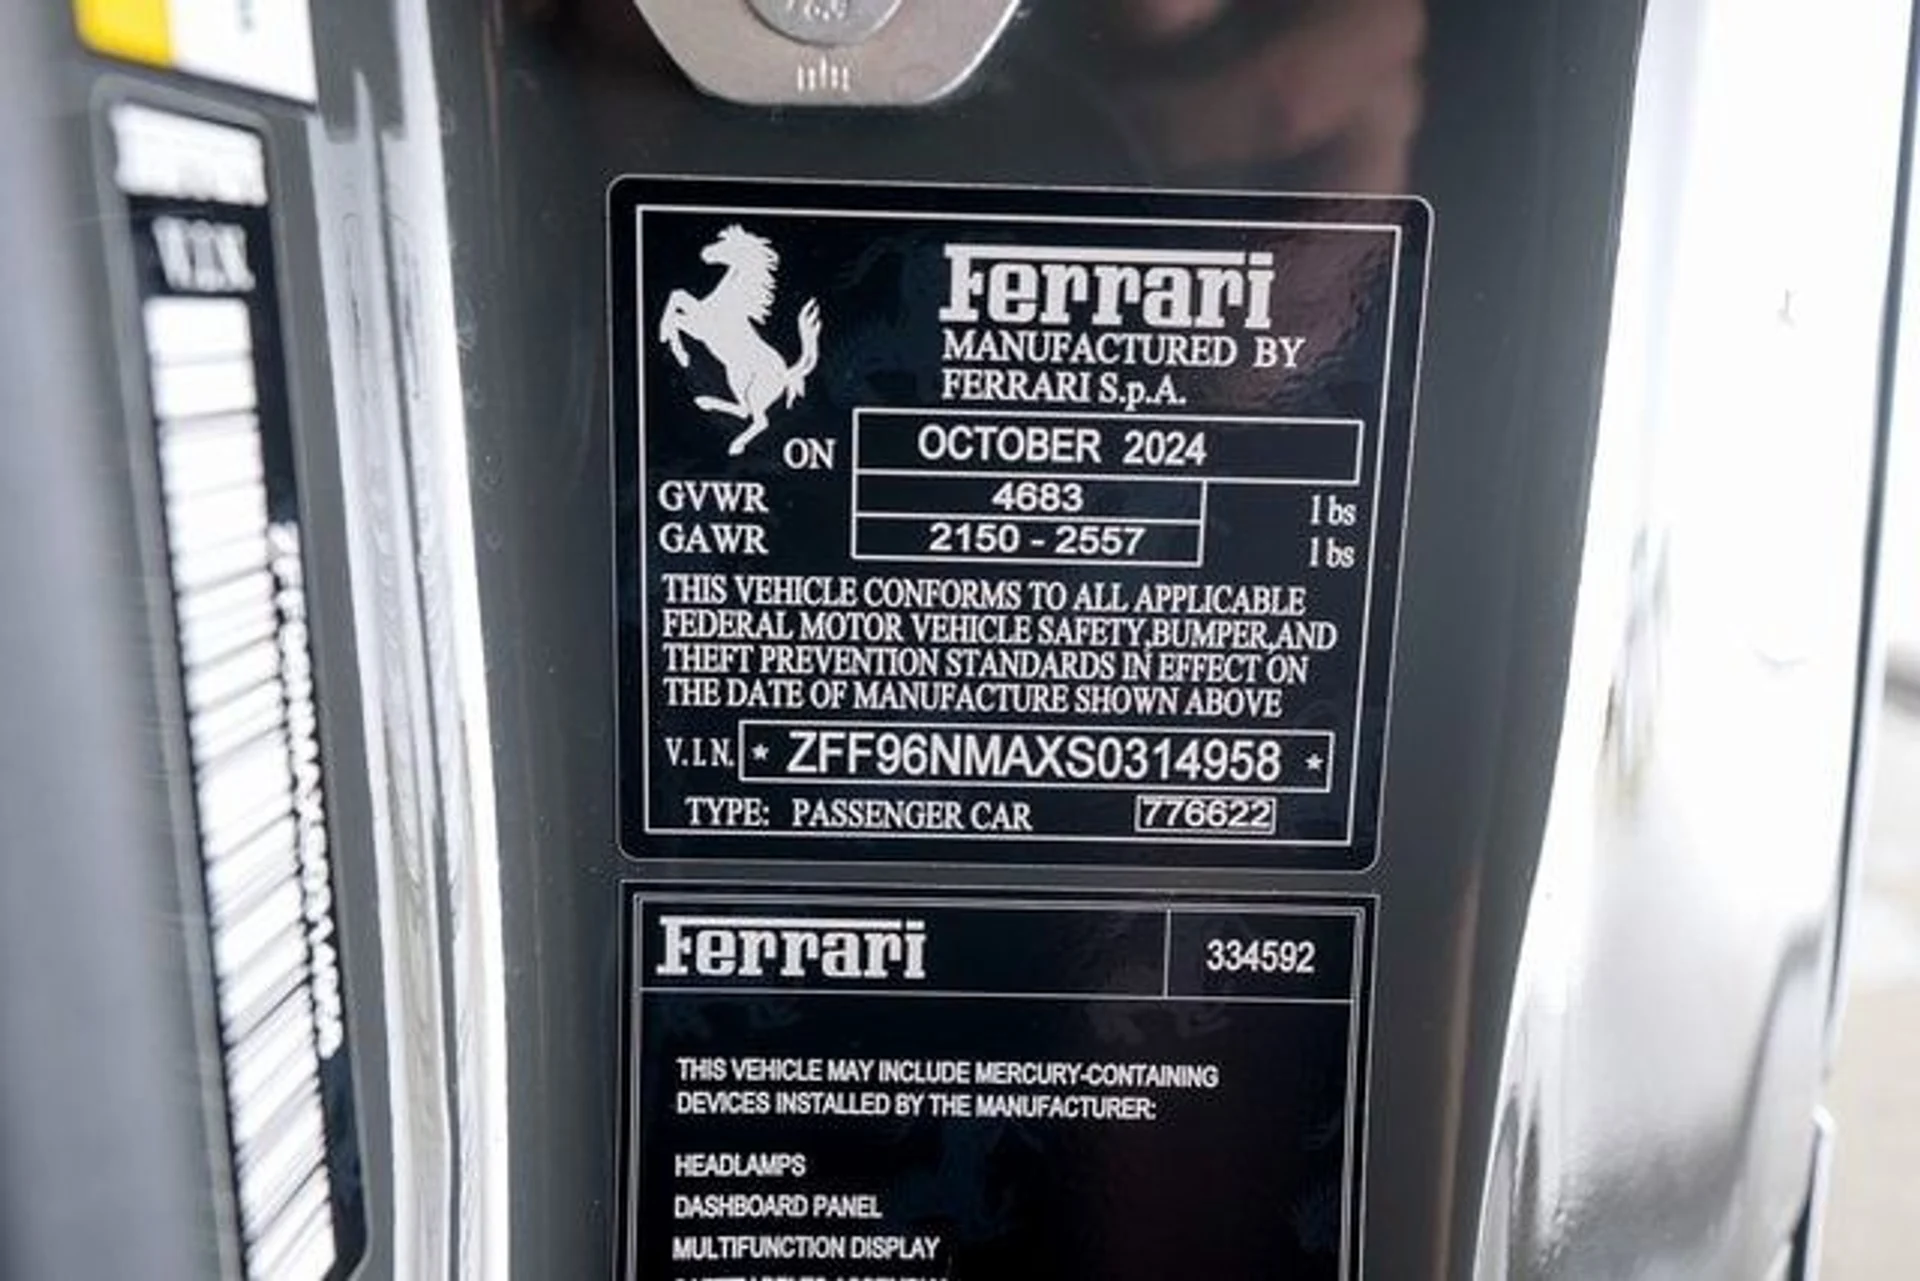 Ferrari
MANUFACTURED BY
FERRARI S.p.A.
ON OCTOBER 2024
GVWR 4683 lbs
GAWR 2150 - 2557 lbs
THIS VEHICLE CONFORMS TO ALL APPLICABLE
FEDERAL MOTOR VEHICLE SAFETY,BUMPER,AND
THEFT PREVENTION STANDARDS IN EFFECT ON
THE DATE OF MANUFACTURE SHOWN ABOVE
V.I.N. * ZFF96NMAXS0314958 *
TYPE: PASSENGER CAR 776622
Ferrari 334592
THIS VEHICLE MAY INCLUDE MERCURY-CONTAINING
DEVICES INSTALLED BY THE MANUFACTURER:
HEADLAMPS
DASHBOARD PANEL
MULTIFUNCTION DISPLAY